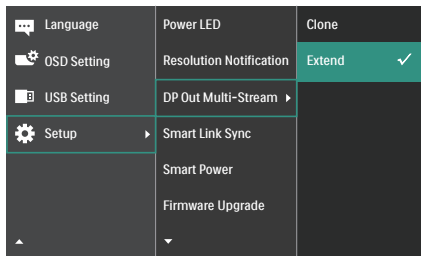 Language
OSD Setting
USB Setting
Setup
Power LED
Resolution Notification
DP Out Multi-Stream
Smart Link Sync
Smart Power
Firmware Upgrade
Clone
Extend